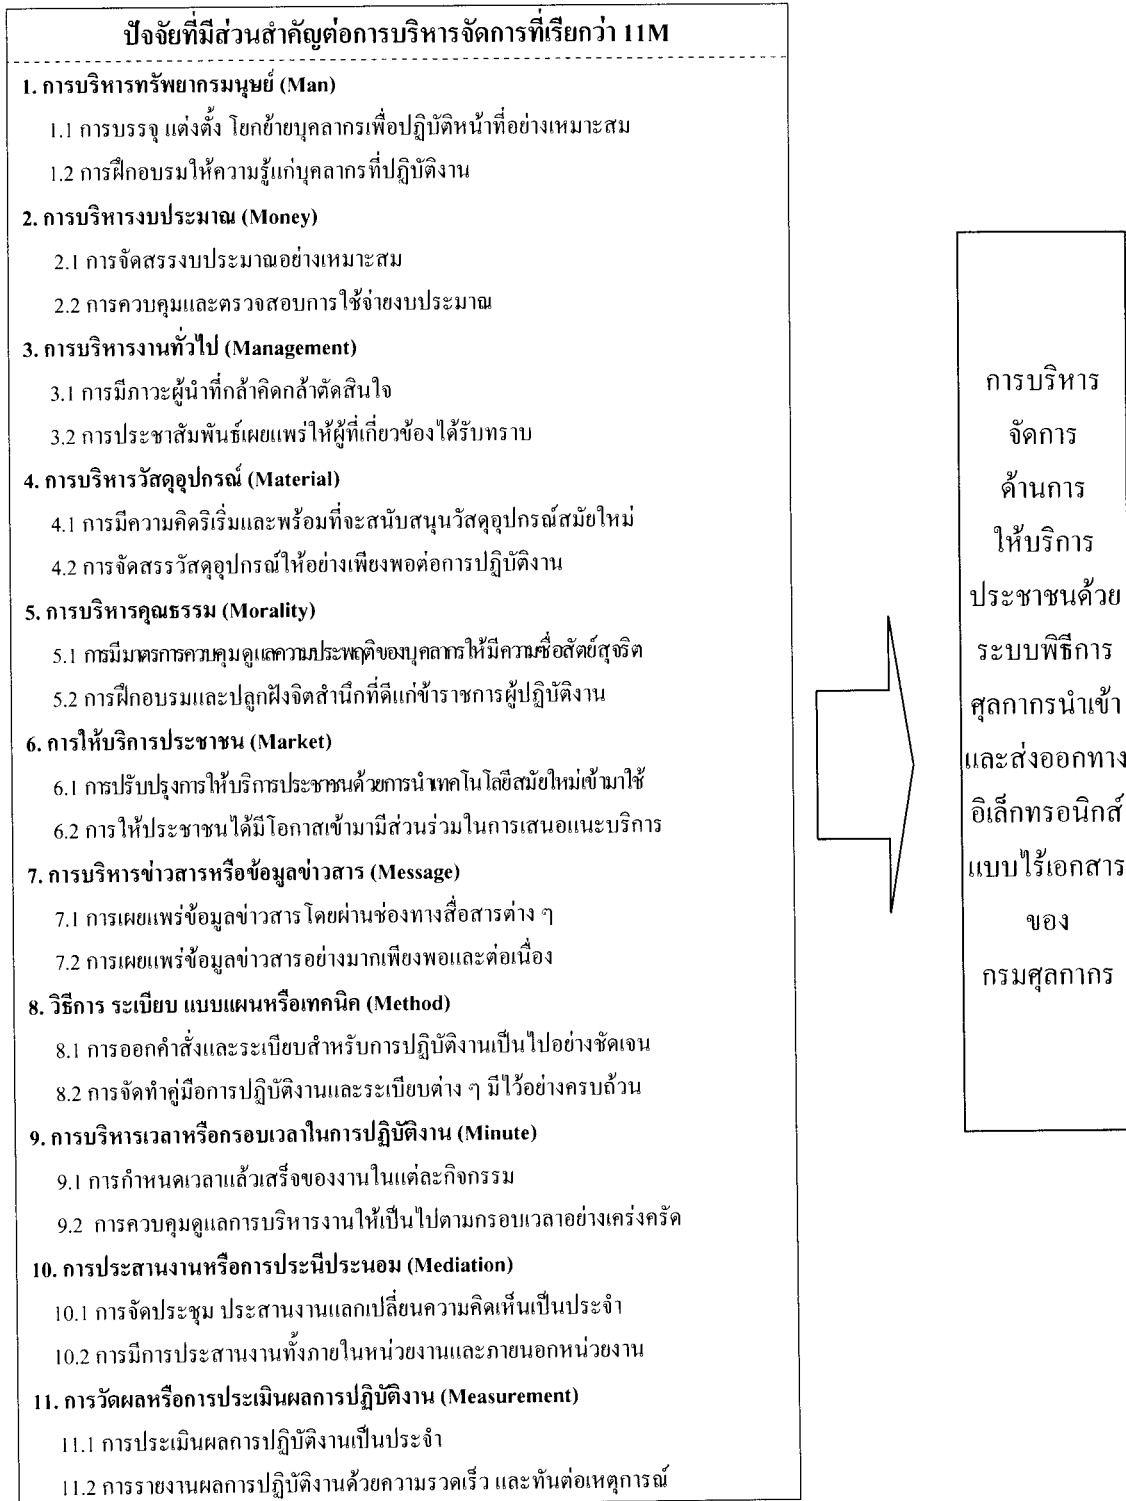 ปัจจัยที่มีส่วนสำคัญต่อการบริหารจัดการที่เรียกว่า 11M
1. การบริหารทรัพยากรมนุษย์ (Man)
1.1 การบรรจุ แต่งตั้ง โยกย้ายบุคลากรเพื่อปฏิบัติหน้าที่อย่างเหมาะสม
1.2 การฝึกอบรมให้ความรู้แก่บุคลากรที่ปฏิบัติงาน
2. การบริหารงบประมาณ (Money)
2.1 การจัดสรรงบประมาณอย่างเหมาะสม
2.2 การควบคุมและตรวจสอบการใช้จ่ายงบประมาณ
3. การบริหารงานทั่วไป (Management)
3.1 การมีภาวะผู้นำที่กล้าคิดกล้าตัดสินใจ
3.2 การประชาสัมพันธ์เผยแพร่ให้ผู้ที่เกี่ยวข้องได้รับทราบ
4. การบริหารวัสดุอุปกรณ์ (Material)
4.1 การมีความคิดริเริ่มและพร้อมที่จะสนับสนุนวัสดุอุปกรณ์สมัยใหม่
4.2 การจัดสรรวัสดุอุปกรณ์ให้อย่างเพียงพอต่อการปฏิบัติงาน
5. การบริหารคุณธรรม (Morality)
5.1 การมีมาตรการควบคุมดูแลความประพฤติของบุคลากรให้มีความซื่อสัตย์สุจริต
5.2 การฝึกอบรมและปลูกฝังจิตสำนึกที่ดีแก่ข้าราชการผู้ปฏิบัติงาน
6. การให้บริการประชาชน (Market)
6.1 การปรับปรุงการให้บริการประชาชนด้วยการนำเทคโนโลยีสมัยใหม่เข้ามาใช้
6.2 การให้ประชาชนได้มีโอกาสเข้ามามีส่วนร่วมในการเสนอแนะบริการ
7. การบริหารข่าวสารหรือข้อมูลข่าวสาร (Message)
7.1 การเผยแพร่ข้อมูลข่าวสารโดยผ่านช่องทางสื่อสารต่าง ๆ
7.2 การเผยแพร่ข้อมูลข่าวสารอย่างมากเพียงพอและต่อเนื่อง
8. วิธีการ ระเบียบ แบบแผนหรือเทคนิค (Method)
8.1 การออกคำสั่งและระเบียบสำหรับการปฏิบัติงานเป็นไปอย่างชัดเจน
8.2 การจัดทำคู่มือการปฏิบัติงานและระเบียบต่าง ๆ มีไว้อย่างครบถ้วน
9. การบริหารเวลาหรือกรอบเวลาในการปฏิบัติงาน (Minute)
9.1 การกำหนดเวลาแล้วเสร็จของงานในแต่ละกิจกรรม
9.2 การควบคุมดูแลการบริหารงานให้เป็นไปตามกรอบเวลาอย่างเคร่งครัด
10. การประสานงานหรือการประนีประนอม (Mediation)
10.1 การจัดประชุม ประสานงานแลกเปลี่ยนความคิดเห็นเป็นประจำ
10.2 การมีการประสานงานทั้งภายในหน่วยงานและภายนอกหน่วยงาน
11. การวัดผลหรือการประเมินผลการปฏิบัติงาน (Measurement)
11.1 การประเมินผลการปฏิบัติงานเป็นประจำ
11.2 การรายงานผลการปฏิบัติงานด้วยความรวดเร็ว และทันต่อเหตุการณ์
การบริหาร
จัดการ
ด้านการ
ให้บริการ
ประชาชนด้วย
ระบบพิธีการ
ศุลกากรนำเข้า
และส่งออกทาง
อิเล็กทรอนิกส์
แบบไร้เอกสาร
ของ
กรมศุลกากร